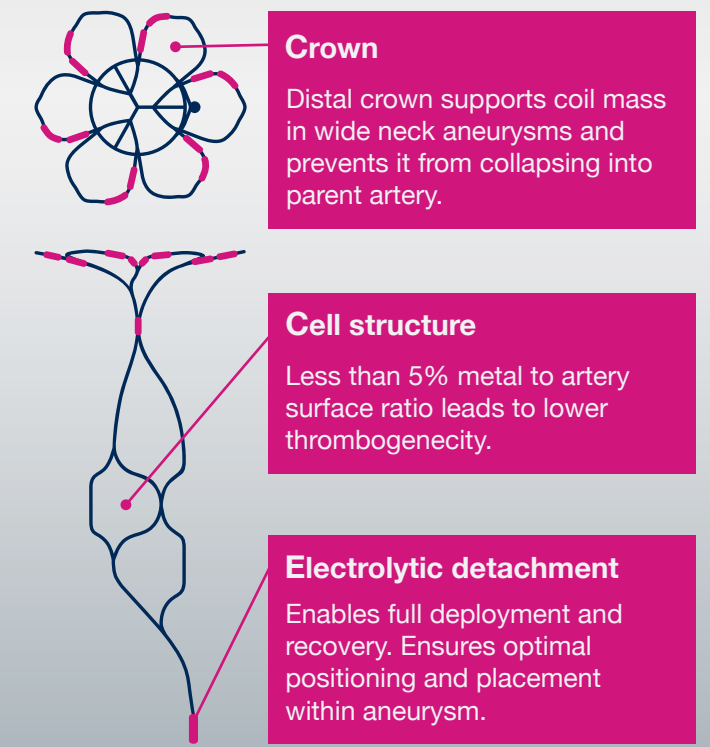 Crown
Distal crown supports coil mass
in wide neck aneurysms and
prevents it from collapsing into
parent artery.
Cell structure
Less than 5% metal to artery
surface ratio leads to lower
thrombogenecity.
Electrolytic detachment
Enables full deployment and
recovery. Ensures optimal
positioning and placement
within aneurysm.